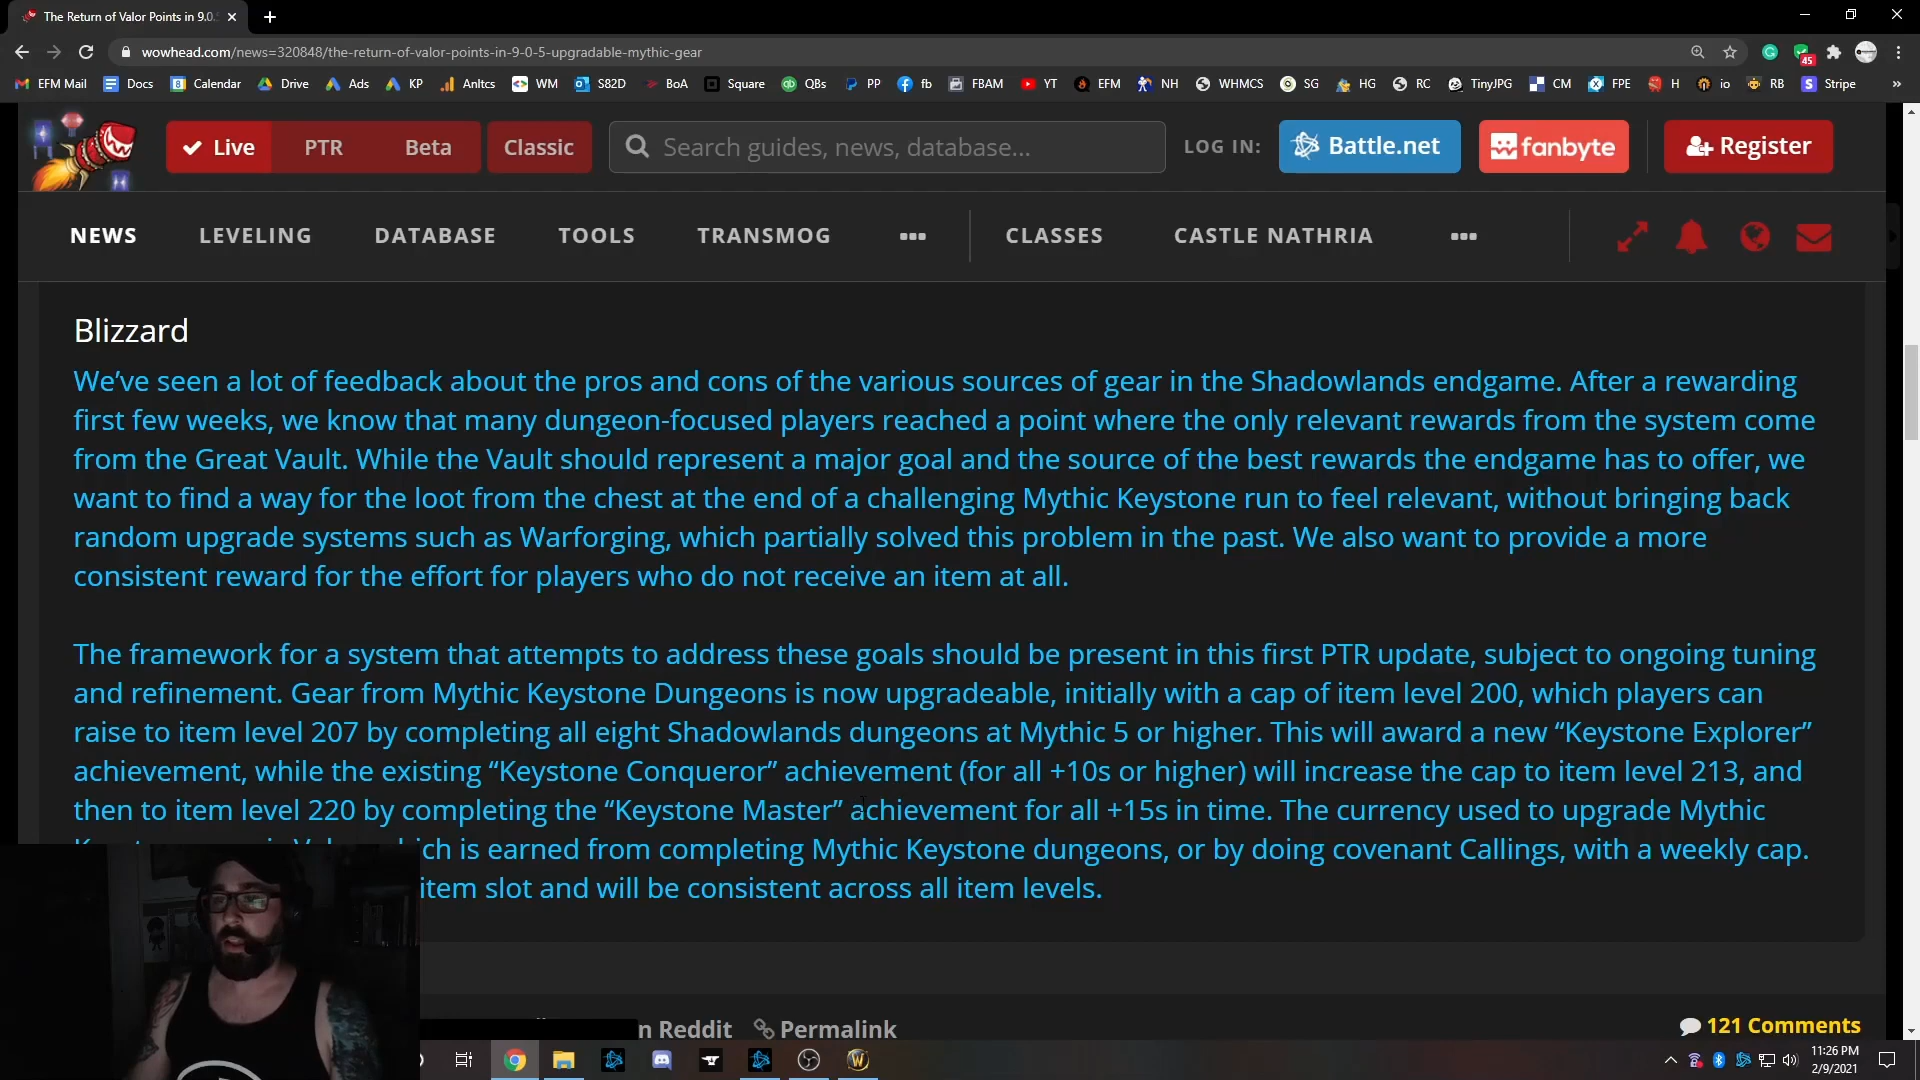 The Return of Valor Points in 9.0.
wowhead.com/news=320848/the-return-of-valor-points-in-9-0-5-upgradable-mythic-gear
45
EFM Mail Docs Calendar Drive Ads KP Anltcs WM S82D BoA Square QBs PP fb FBAM YT EFM NH WHMCS SG HG RC TinyJPG CM FPE H io RB Stripe »
Live PTR Beta Classic Search guides, news, database... LOG IN: Battle.net fanbyte Register
NEWS LEVELING DATABASE TOOLS TRANSMOG ••• CLASSES CASTLE NATHRIA •••
Blizzard
We’ve seen a lot of feedback about the pros and cons of the various sources of gear in the Shadowlands endgame. After a rewarding
first few weeks, we know that many dungeon-focused players reached a point where the only relevant rewards from the system come
from the Great Vault. While the Vault should represent a major goal and the source of the best rewards the endgame has to offer, we
want to find a way for the loot from the chest at the end of a challenging Mythic Keystone run to feel relevant, without bringing back
random upgrade systems such as Warforging, which partially solved this problem in the past. We also want to provide a more
consistent reward for the effort for players who do not receive an item at all.
The framework for a system that attempts to address these goals should be present in this first PTR update, subject to ongoing tuning
and refinement. Gear from Mythic Keystone Dungeons is now upgradeable, initially with a cap of item level 200, which players can
raise to item level 207 by completing all eight Shadowlands dungeons at Mythic 5 or higher. This will award a new “Keystone Explorer”
achievement, while the existing “Keystone Conqueror” achievement (for all +10s or higher) will increase the cap to item level 213, and
then to item level 220 by completing the “Keystone Master” achievement for all +15s in time. The currency used to upgrade Mythic
is earned from completing Mythic Keystone dungeons, or by doing covenant Callings, with a weekly cap.
item slot and will be consistent across all item levels.
n Reddit Permalink 121 Comments
11:26 PM
2/9/2021